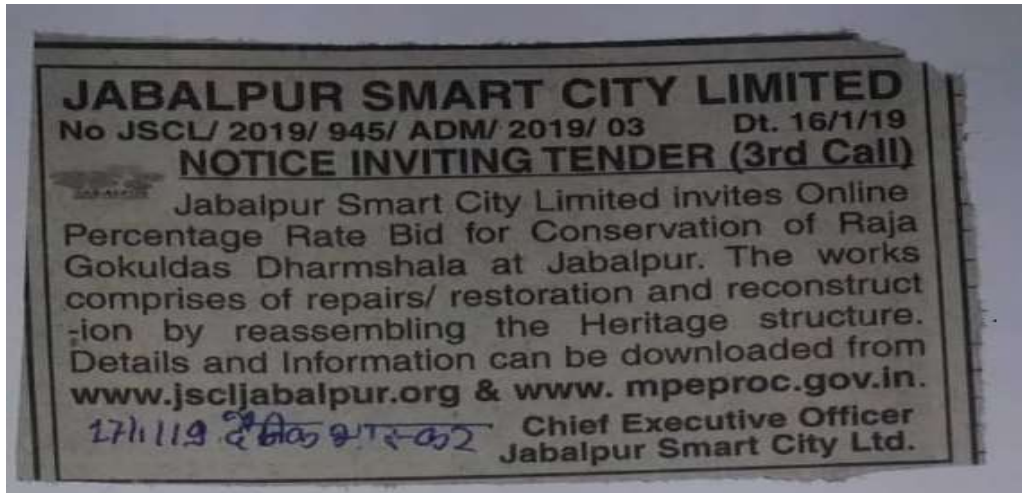 JABALPUR SMART CITY LIMITED
No JSCL/ 2019/ 945/ ADM/ 2019/ 03 Dt. 16/1/19
NOTICE INVITING TENDER (3rd Call)
Jabalpur Smart City Limited invites Online
Percentage Rate Bid for Conservation of Raja
Gokuldas Dharmshala at Jabalpur. The works
comprises of repairs/ restoration and reconstruct
-ion by reassembling the Heritage structure.
Details and Information can be downloaded from
www.jscljabalpur.org & www. mpeproc.gov.in.
17/1/19 दैनिक भास्कर
Chief Executive Officer
Jabalpur Smart City Ltd.